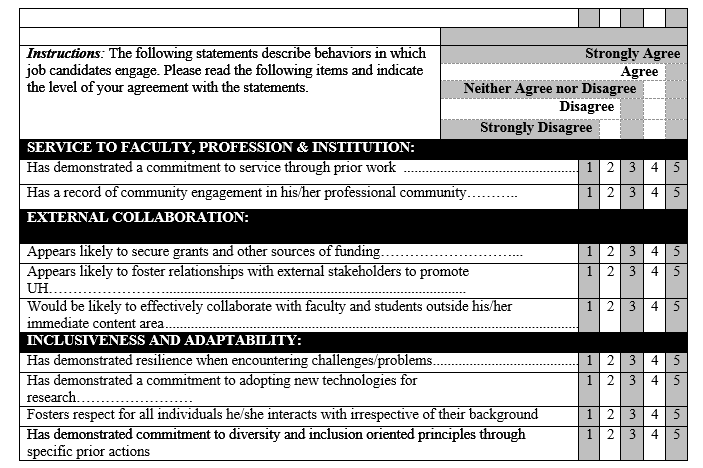 Instructions: The following statements describe behaviors in which
job candidates engage. Please read the following items and indicate
the level of your agreement with the statements.
Strongly Agree
Agree
Neither Agree nor Disagree
Disagree
Strongly Disagree
SERVICE TO FACULTY, PROFESSION & INSTITUTION:
Has demonstrated a commitment to service through prior work ............................................. 1 2 3 4 5
Has a record of community engagement in his/her professional community………. 1 2 3 4 5
EXTERNAL COLLABORATION:
Appears likely to secure grants and other sources of funding………………………... 1 2 3 4 5
Appears likely to foster relationships with external stakeholders to promote 1 2 3 4 5
UH……………………………………………………………………...
Would be likely to effectively collaborate with faculty and students outside his/her 1 2 3 4 5
immediate content area.......................................................................................................
INCLUSIVENESS AND ADAPTABILITY:
Has demonstrated resilience when encountering challenges/problems..................................... 1 2 3 4 5
Has demonstrated a commitment to adopting new technologies for 1 2 3 4 5
research……………………
Fosters respect for all individuals he/she interacts with irrespective of their background 1 2 3 4 5
Has demonstrated commitment to diversity and inclusion oriented principles through 1 2 3 4 5
specific prior actions